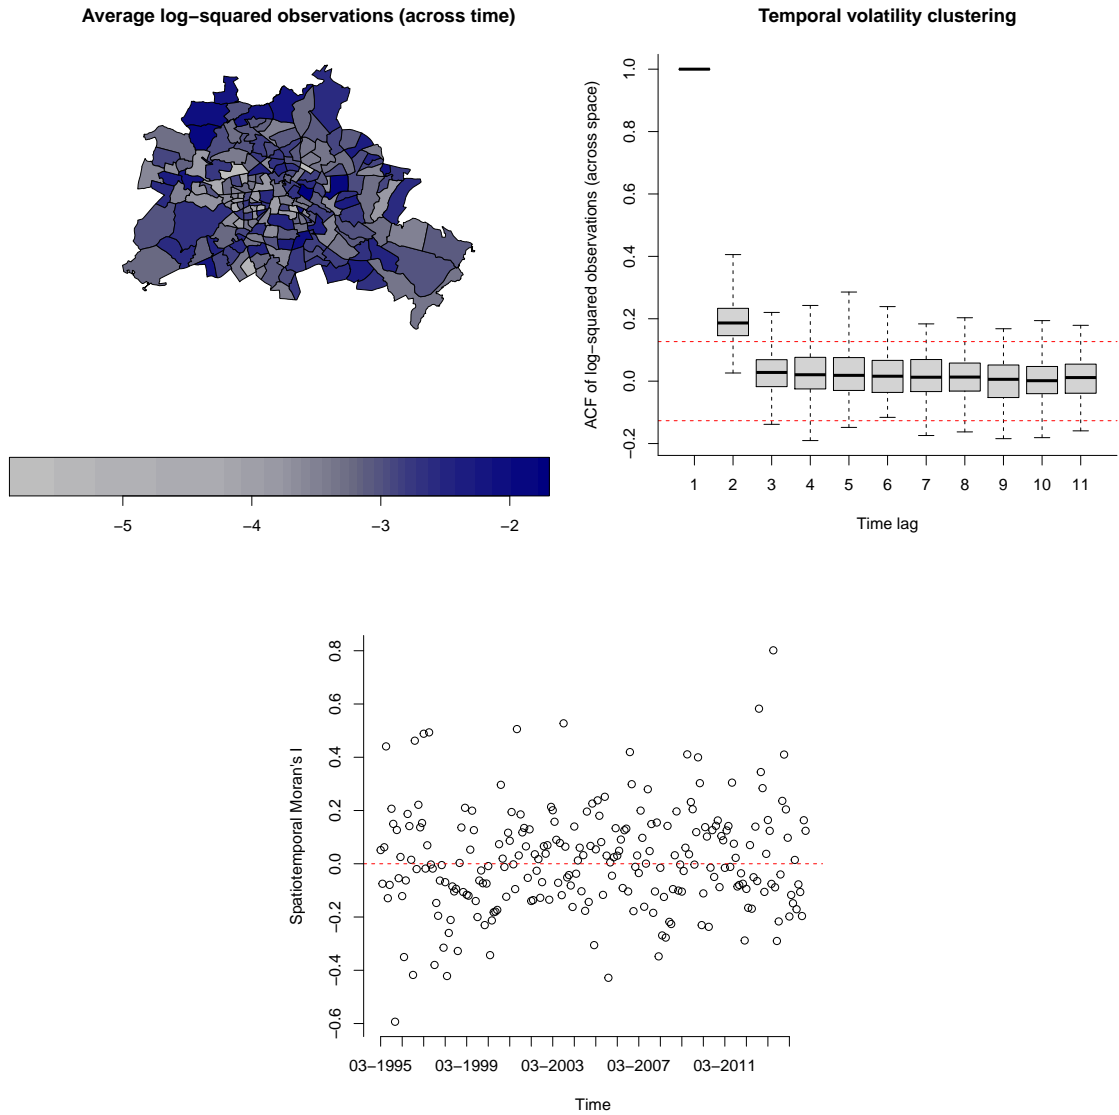 Average log−squared observations (across time)
−5 −4 −3 −2
Temporal volatility clustering
ACF of log−squared observations (across space)
1.0
0.8
0.6
0.4
0.2
0.0
−0.2
1 2 3 4 5 6 7 8 9 10 11
Time lag
Spatiotemporal Moran's I
0.8
0.6
0.4
0.2
0.0
−0.2
−0.4
−0.6
03−1995 03−1999 03−2003 03−2007 03−2011
Time